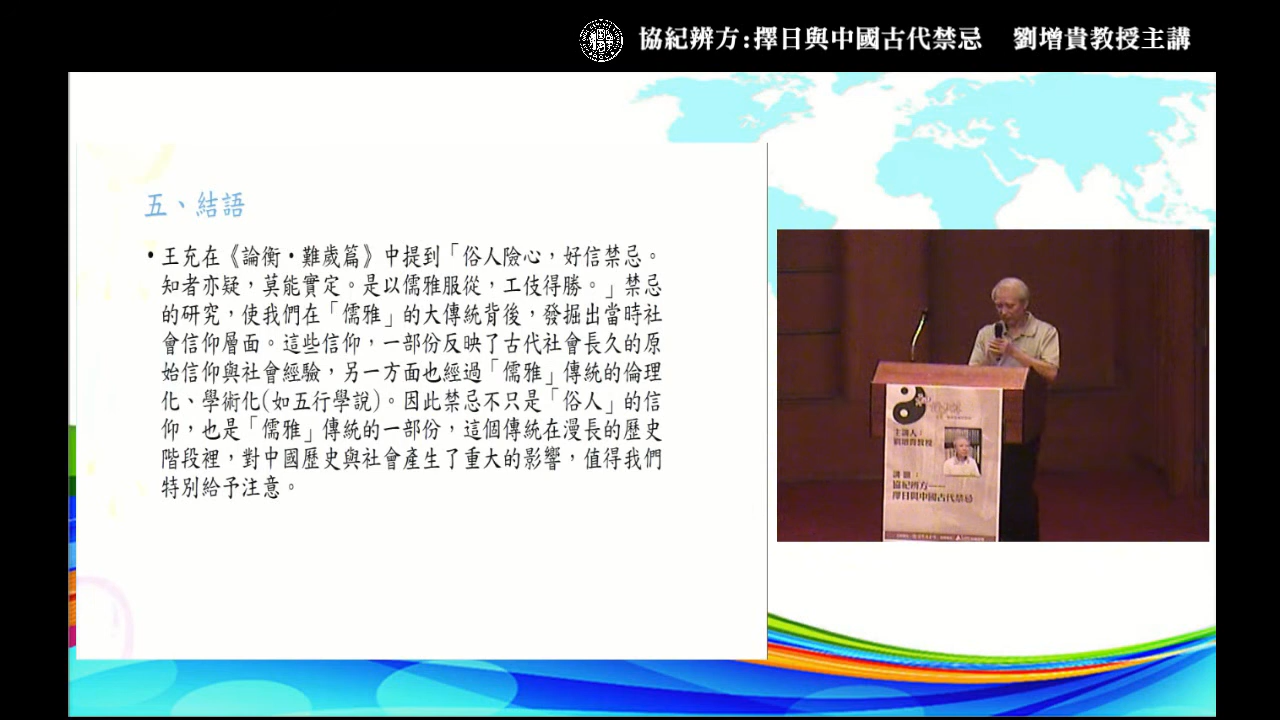 協紀辨方:擇日與中國古代禁忌 劉增貴教授主講
五、結語
•王充在《論衡•難歲篇》中提到「俗人險心，好信禁忌。
知者亦疑，莫能實定。是以儒雅服從，工伎得勝。」禁忌
的研究，使我們在「儒雅」的大傳統背後，發掘出當時社
會信仰層面。這些信仰，一部份反映了古代社會長久的原
始信仰與社會經驗，另一方面也經過「儒雅」傳統的倫理
化、學術化(如五行學說)。因此禁忌不只是「俗人」的信
仰，也是「儒雅」傳統的一部份，這個傳統在漫長的歷史
階段裡，對中國歷史與社會產生了重大的影響，值得我們
特別給予注意。
主講人：
劉增貴教授
講題：
協紀辨方——
擇日與中國古代禁忌